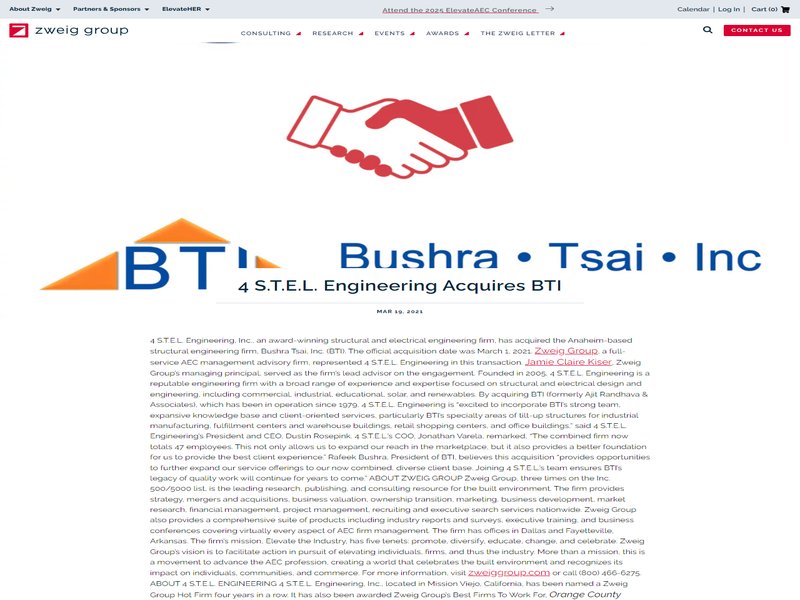 About Zweig Partners & Sponsors ElevateHER Attend the 2025 ElevateAEC Conference Calendar | Log In | Cart (0)
zweig group CONSULTING RESEARCH EVENTS AWARDS THE ZWEIG LETTER CONTACT US
BTI Bushra • Tsai • Inc
4 S.T.E.L. Engineering Acquires BTI
MAR 19, 2021
4 S.T.E.L. Engineering, Inc., an award-winning structural and electrical engineering firm, has acquired the Anaheim-based
structural engineering firm, Bushra Tsai, Inc. (BTI). The official acquisition date was March 1, 2021. Zweig Group, a full-
service AEC management advisory firm, represented 4 S.T.E.L. Engineering in this transaction. Jamie Claire Kiser, Zweig
Group's managing principal, served as the firm's lead advisor on the engagement. Founded in 2005, 4 S.T.E.L. Engineering is a
reputable engineering firm with a broad range of experience and expertise focused on structural and electrical design and
engineering, including commercial, industrial, educational, solar, and renewables. By acquiring BTI (formerly Ajit Randhava &
Associates), which has been in operation since 1979, 4 S.T.E.L. Engineering is "excited to incorporate BTI's strong team,
expansive knowledge base and client-oriented services, particularly BTI's specialty areas of till-up structures for industrial
manufacturing, fulfillment centers and warehouse buildings, retail shopping centers, and office buildings," said 4 S.T.E.L.
Engineering's President and CEO, Dustin Rosepink. 4 S.T.E.L.'s COO, Jonathan Varela, remarked, "The combined firm now
totals 47 employees. This not only allows us to expand our reach in the marketplace, but it also provides a better foundation
for us to provide the best client experience." Rafeek Bushra, President of BTI, believes this acquisition "provides opportunities
to further expand our service offerings to our now combined, diverse client base. Joining 4 S.T.E.L.'s team ensures BTI's
legacy of quality work will continue for years to come." ABOUT ZWEIG GROUP Zweig Group, three times on the Inc.
500/5000 list, is the leading research, publishing, and consulting resource for the built environment. The firm provides
strategy, mergers and acquisitions, business valuation, ownership transition, marketing, business development, market
research, financial management, project management, recruiting and executive search services nationwide. Zweig Group
also provides a comprehensive suite of products including industry reports and surveys, executive training, and business
conferences covering virtually every aspect of AEC firm management. The firm has offices in Dallas and Fayetteville,
Arkansas. The firm's mission, Elevate the Industry, has five tenets: promote, diversify, educate, change, and celebrate. Zweig
Group's vision is to facilitate action in pursuit of elevating individuals, firms, and thus the industry. More than a mission, this is
a movement to advance the AEC profession, creating a world that celebrates the built environment and recognizes its
impact on individuals, communities, and commerce. For more information, visit zweiggroup.com or call (800) 466-6275.
ABOUT 4 S.T.E.L. ENGINEERING 4 S.T.E.L. Engineering, Inc., located in Mission Viejo, California, has been named a Zweig
Group Hot Firm four years in a row. It has also been awarded Zweig Group's Best Firms To Work For, Orange County